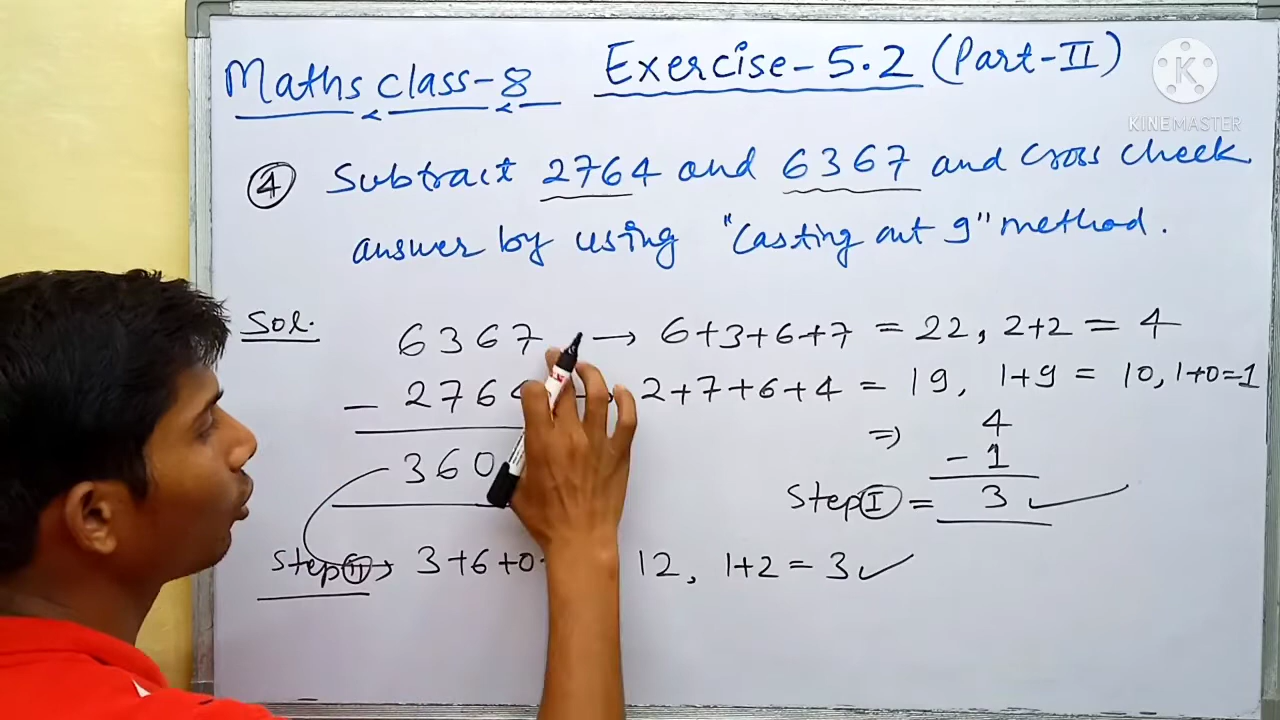 Maths class-8 Exercise-5.2 (Part-II)
K
KINEMASTER
④ Subtract 2764 and 6367 and cross check
answer by using "Casting out 9" method.
Sol. 6367 → 6+3+6+7 = 22, 2+2 = 4
- 2764 2+7+6+4 = 19, 1+9 = 10, 1+0=1
⇒ 4
- 1
360
Step Ⓘ = 3 ✓
Step → 3+6+0 12, 1+2 = 3 ✓